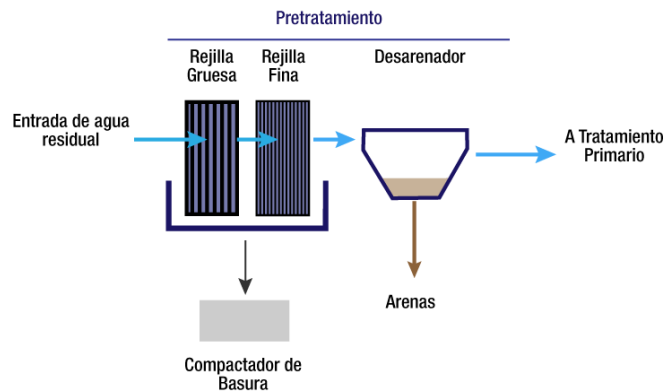 Pretratamiento
Rejilla
Gruesa
Rejilla
Fina
Desarenador
Entrada de agua
residual
A Tratamiento
Primario
Arenas
Compactador de
Basura